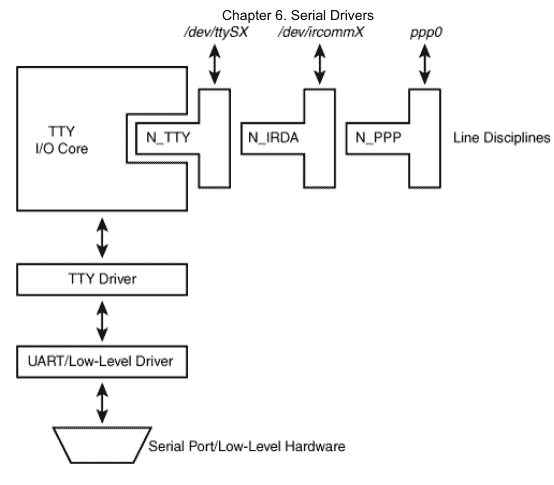 Chapter 6. Serial Drivers
/dev/ttySX /dev/ircommX ppp0
TTY
I/O Core
N_TTY
N_IRDA
N_PPP
Line Disciplines
TTY Driver
UART/Low-Level Driver
Serial Port/Low-Level Hardware